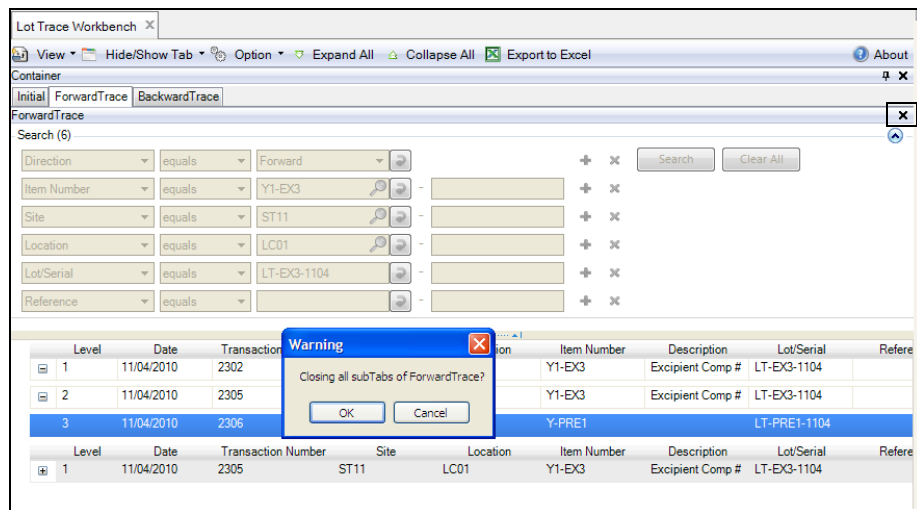 Lot Trace Workbench
View Hide/Show Tab Option Expand All Collapse All Export to Excel About
Container
Initial ForwardTrace BackwardTrace
ForwardTrace
Search (6)
Direction equals Forward Search Clear All
Item Number equals Y1-EX3 -
Site equals ST11 -
Location equals LC01 -
Lot/Serial equals LT-EX3-1104 -
Reference equals -
Warning
Closing all subTabs of ForwardTrace?
OK Cancel
Level Date Transaction ion Item Number Description Lot/Serial Refere
1 11/04/2010 2302 Y1-EX3 Excipient Comp # LT-EX3-1104
2 11/04/2010 2305 Y1-EX3 Excipient Comp # LT-EX3-1104
3 11/04/2010 2306 Y-PRE1 LT-PRE1-1104
Level Date Transaction Number Site Location Item Number Description Lot/Serial Refere
1 11/04/2010 2305 ST11 LC01 Y1-EX3 Excipient Comp # LT-EX3-1104